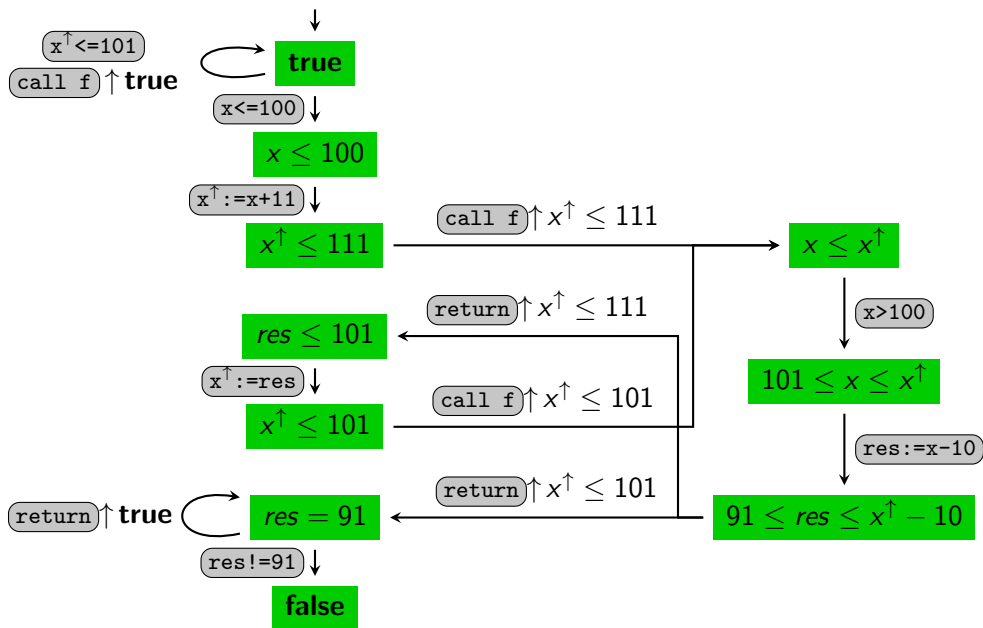 x↑<=101
call f ↑ true
true
x<=100
x ≤ 100
x↑:=x+11
x↑ ≤ 111
call f ↑ x↑ ≤ 111
x ≤ x↑
x>100
return ↑ x↑ ≤ 111
res ≤ 101
x↑:=res
101 ≤ x ≤ x↑
x↑ ≤ 101
call f ↑ x↑ ≤ 101
res:=x-10
return ↑ true
res = 91
return ↑ x↑ ≤ 101
91 ≤ res ≤ x↑ − 10
res!=91
false